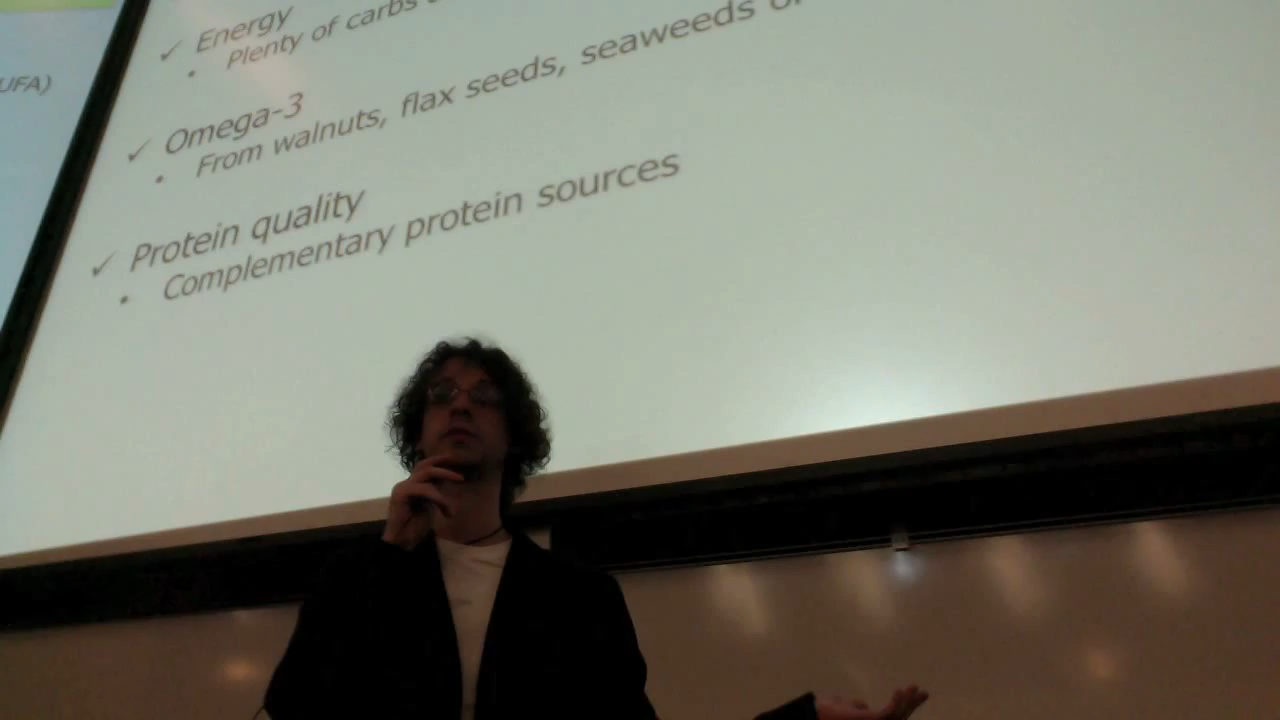 UFA)
✓ Energy
• Plenty of carbs
✓ Omega-3
• From walnuts, flax seeds, seaweeds
✓ Protein quality
• Complementary protein sources